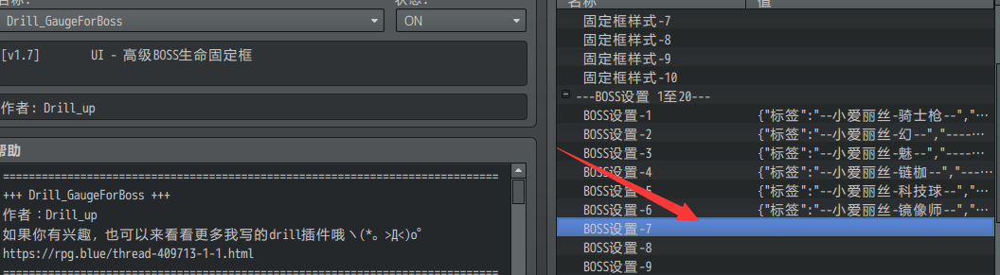 名称:
Drill_GaugeForBoss
状态:
ON
[v1.7] UI - 高级BOSS生命固定框
作者: Drill_up
帮助
==========================================================================
+++ Drill_GaugeForBoss +++
作者：Drill_up
如果你有兴趣，也可以来看看更多我写的drill插件哦ヽ(*。>Д<)o゜
https://rpg.blue/thread-409713-1-1.html
==========================================================================
名称 值
固定框样式-7
固定框样式-8
固定框样式-9
固定框样式-10
---BOSS设置 1至20---
BOSS设置-1 {"标签":"--小爱丽丝-骑士枪--","…
BOSS设置-2 {"标签":"--小爱丽丝-幻--","----…
BOSS设置-3 {"标签":"--小爱丽丝-魅--","----…
BOSS设置-4 {"标签":"--小爱丽丝-链枷--","---…
BOSS设置-5 {"标签":"--小爱丽丝-科技球--","…
BOSS设置-6 {"标签":"--小爱丽丝-镜像师--","…
BOSS设置-7
BOSS设置-8
BOSS设置-9